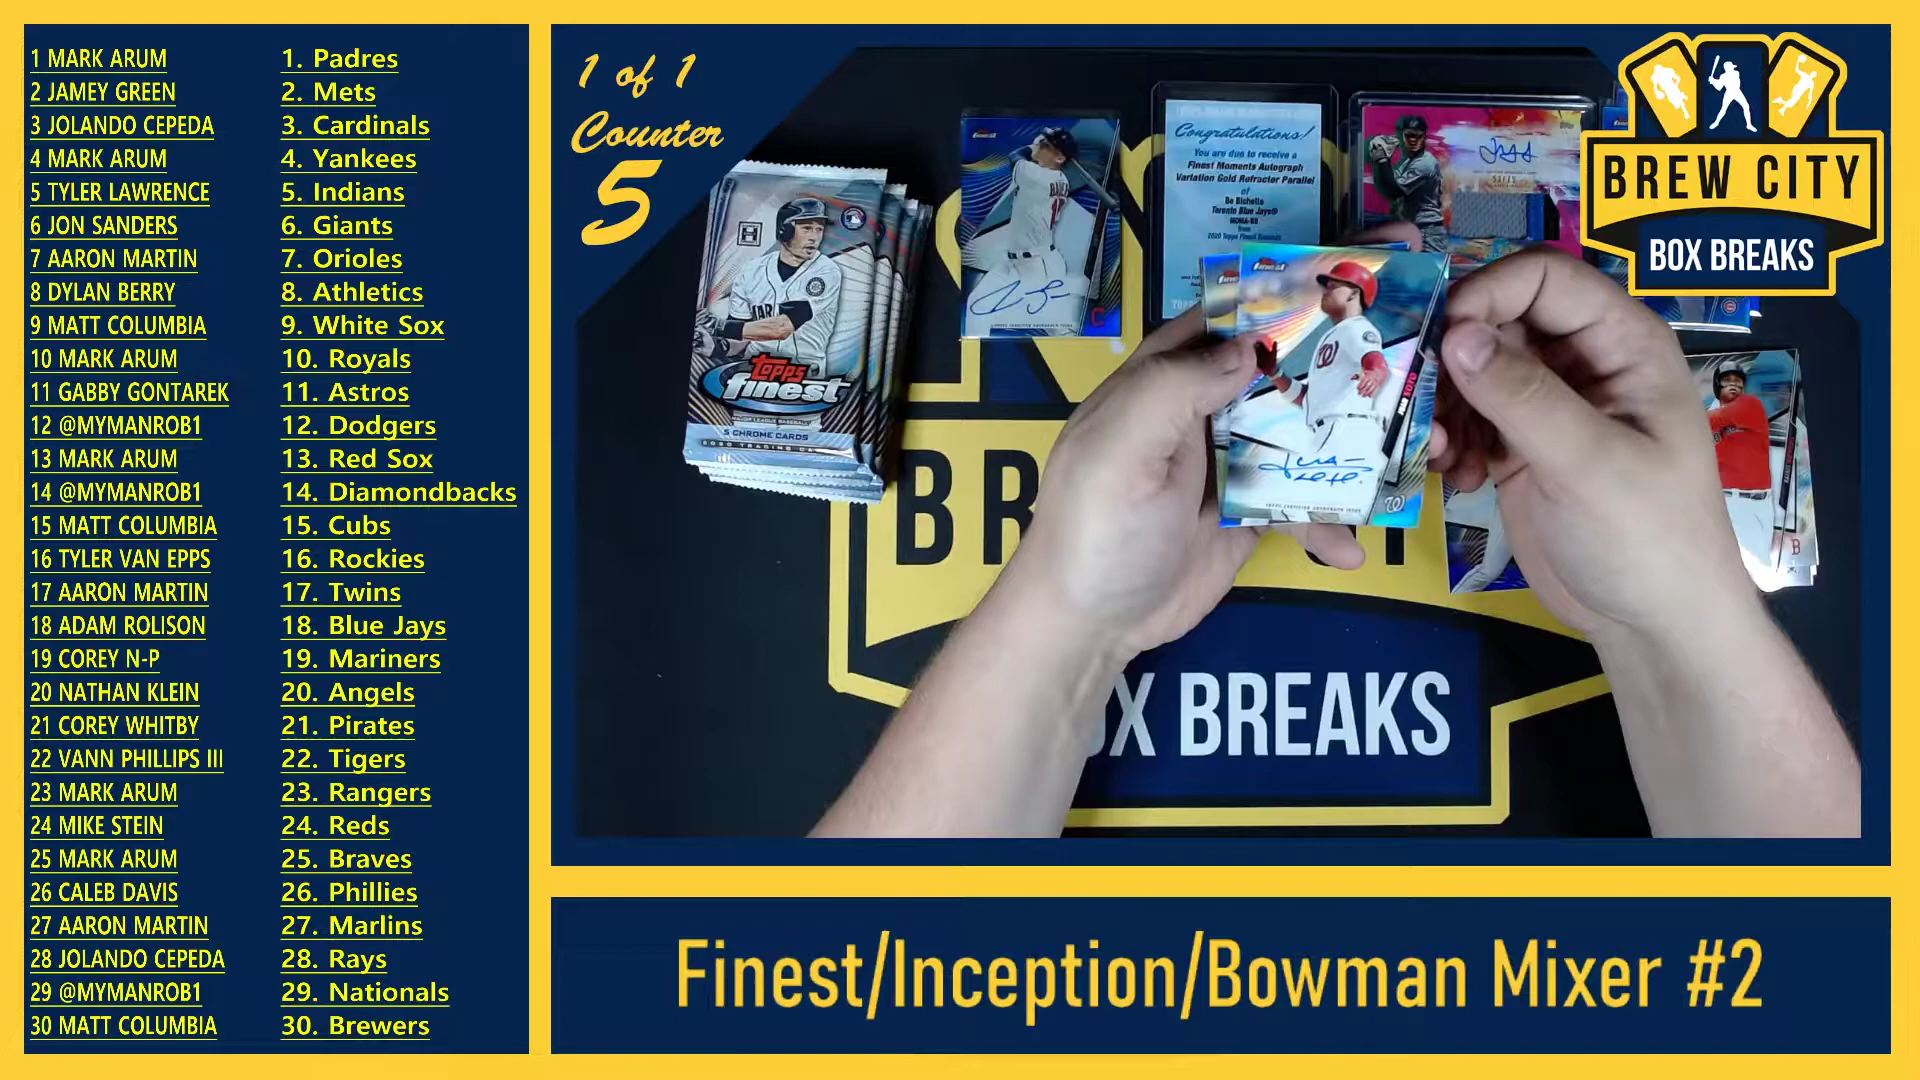 1 MARK ARUM
2 JAMEY GREEN
3 JOLANDO CEPEDA
4 MARK ARUM
5 TYLER LAWRENCE
6 JON SANDERS
7 AARON MARTIN
8 DYLAN BERRY
9 MATT COLUMBIA
10 MARK ARUM
11 GABBY GONTAREK
12 @MYMANROB1
13 MARK ARUM
14 @MYMANROB1
15 MATT COLUMBIA
16 TYLER VAN EPPS
17 AARON MARTIN
18 ADAM ROLISON
19 COREY N-P
20 NATHAN KLEIN
21 COREY WHITBY
22 VANN PHILLIPS III
23 MARK ARUM
24 MIKE STEIN
25 MARK ARUM
26 CALEB DAVIS
27 AARON MARTIN
28 JOLANDO CEPEDA
29 @MYMANROB1
30 MATT COLUMBIA
1. Padres
2. Mets
3. Cardinals
4. Yankees
5. Indians
6. Giants
7. Orioles
8. Athletics
9. White Sox
10. Royals
11. Astros
12. Dodgers
13. Red Sox
14. Diamondbacks
15. Cubs
16. Rockies
17. Twins
18. Blue Jays
19. Mariners
20. Angels
21. Pirates
22. Tigers
23. Rangers
24. Reds
25. Braves
26. Phillies
27. Marlins
28. Rays
29. Nationals
30. Brewers
1 of 1
Counter
5
H
TOPPS
finest
5 CHROME CARDS
Congratulations!
You are due to receive a
Finest Moments Autograph
Variation Gold Refractor Parallel
of
Bo Bichette
Toronto Blue Jays®
from
JUAN SOTO
W
BREW CITY
BOX BREAKS
BOX BREAKS
Finest/Inception/Bowman Mixer #2